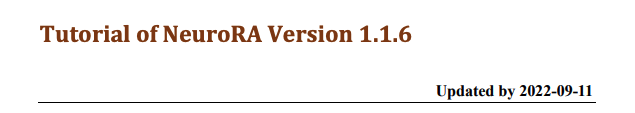 Tutorial of NeuroRA Version 1.1.6
Updated by 2022-09-11